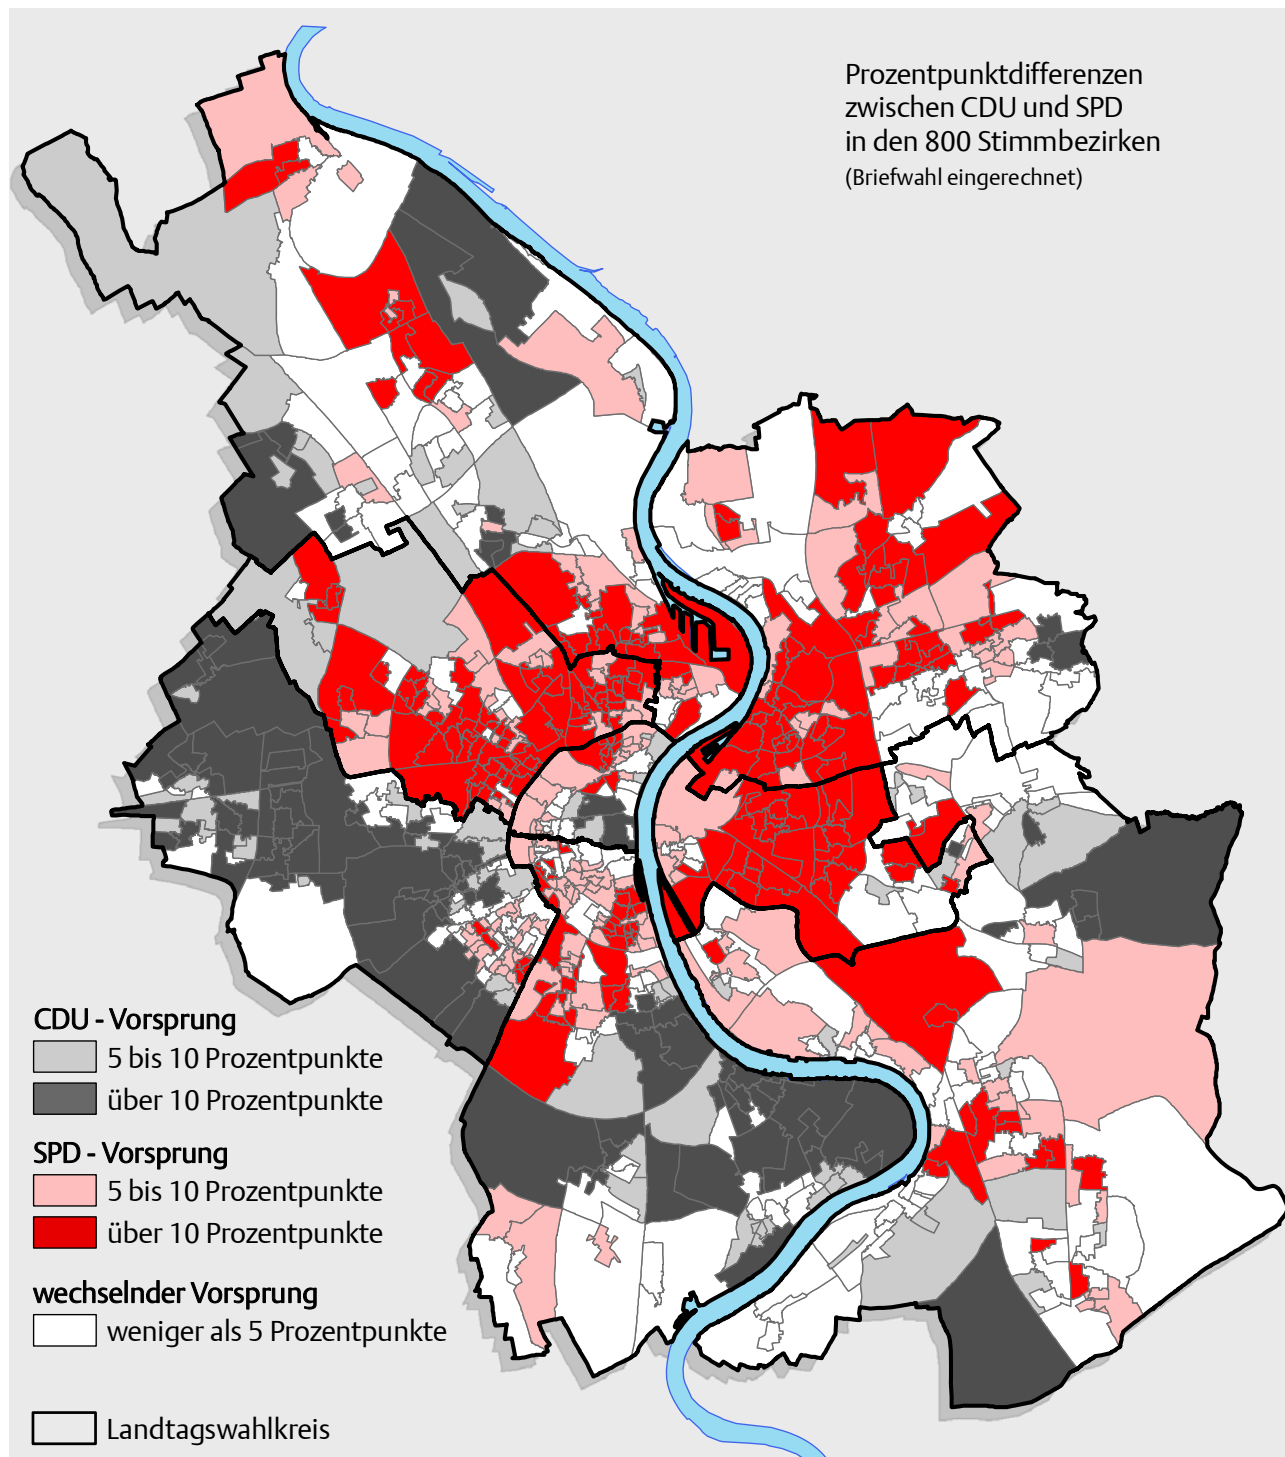 Prozentpunktdifferenzen
zwischen CDU und SPD
in den 800 Stimmbezirken
(Briefwahl eingerechnet)
CDU - Vorsprung
5 bis 10 Prozentpunkte
über 10 Prozentpunkte
SPD - Vorsprung
5 bis 10 Prozentpunkte
über 10 Prozentpunkte
wechselnder Vorsprung
weniger als 5 Prozentpunkte
Landtagswahlkreis